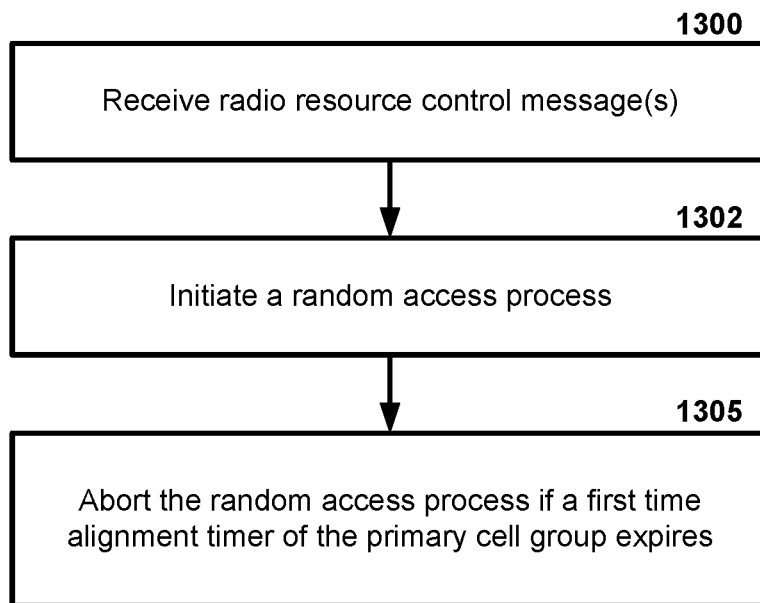 1300
Receive radio resource control message(s)
1302
Initiate a random access process
1305
Abort the random access process if a first time
alignment timer of the primary cell group expires